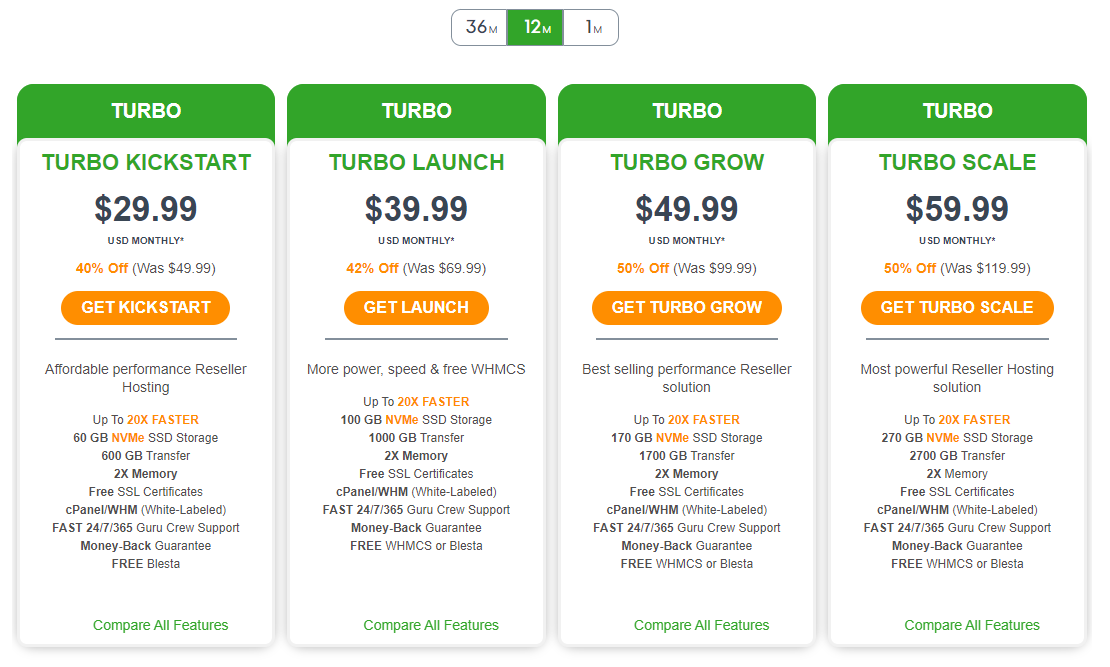 36M 12M 1M
TURBO
TURBO KICKSTART
$29.99
USD MONTHLY*
40% Off (Was $49.99)
GET KICKSTART
Affordable performance Reseller
Hosting
Up To 20X FASTER
60 GB NVMe SSD Storage
600 GB Transfer
2X Memory
Free SSL Certificates
cPanel/WHM (White-Labeled)
FAST 24/7/365 Guru Crew Support
Money-Back Guarantee
FREE Blesta
Compare All Features
TURBO
TURBO LAUNCH
$39.99
USD MONTHLY*
42% Off (Was $69.99)
GET LAUNCH
More power, speed & free WHMCS
Up To 20X FASTER
100 GB NVMe SSD Storage
1000 GB Transfer
2X Memory
Free SSL Certificates
cPanel/WHM (White-Labeled)
FAST 24/7/365 Guru Crew Support
Money-Back Guarantee
FREE WHMCS or Blesta
Compare All Features
TURBO
TURBO GROW
$49.99
USD MONTHLY*
50% Off (Was $99.99)
GET TURBO GROW
Best selling performance Reseller
solution
Up To 20X FASTER
170 GB NVMe SSD Storage
1700 GB Transfer
2X Memory
Free SSL Certificates
cPanel/WHM (White-Labeled)
FAST 24/7/365 Guru Crew Support
Money-Back Guarantee
FREE WHMCS or Blesta
Compare All Features
TURBO
TURBO SCALE
$59.99
USD MONTHLY*
50% Off (Was $119.99)
GET TURBO SCALE
Most powerful Reseller Hosting
solution
Up To 20X FASTER
270 GB NVMe SSD Storage
2700 GB Transfer
2X Memory
Free SSL Certificates
cPanel/WHM (White-Labeled)
FAST 24/7/365 Guru Crew Support
Money-Back Guarantee
FREE WHMCS or Blesta
Compare All Features